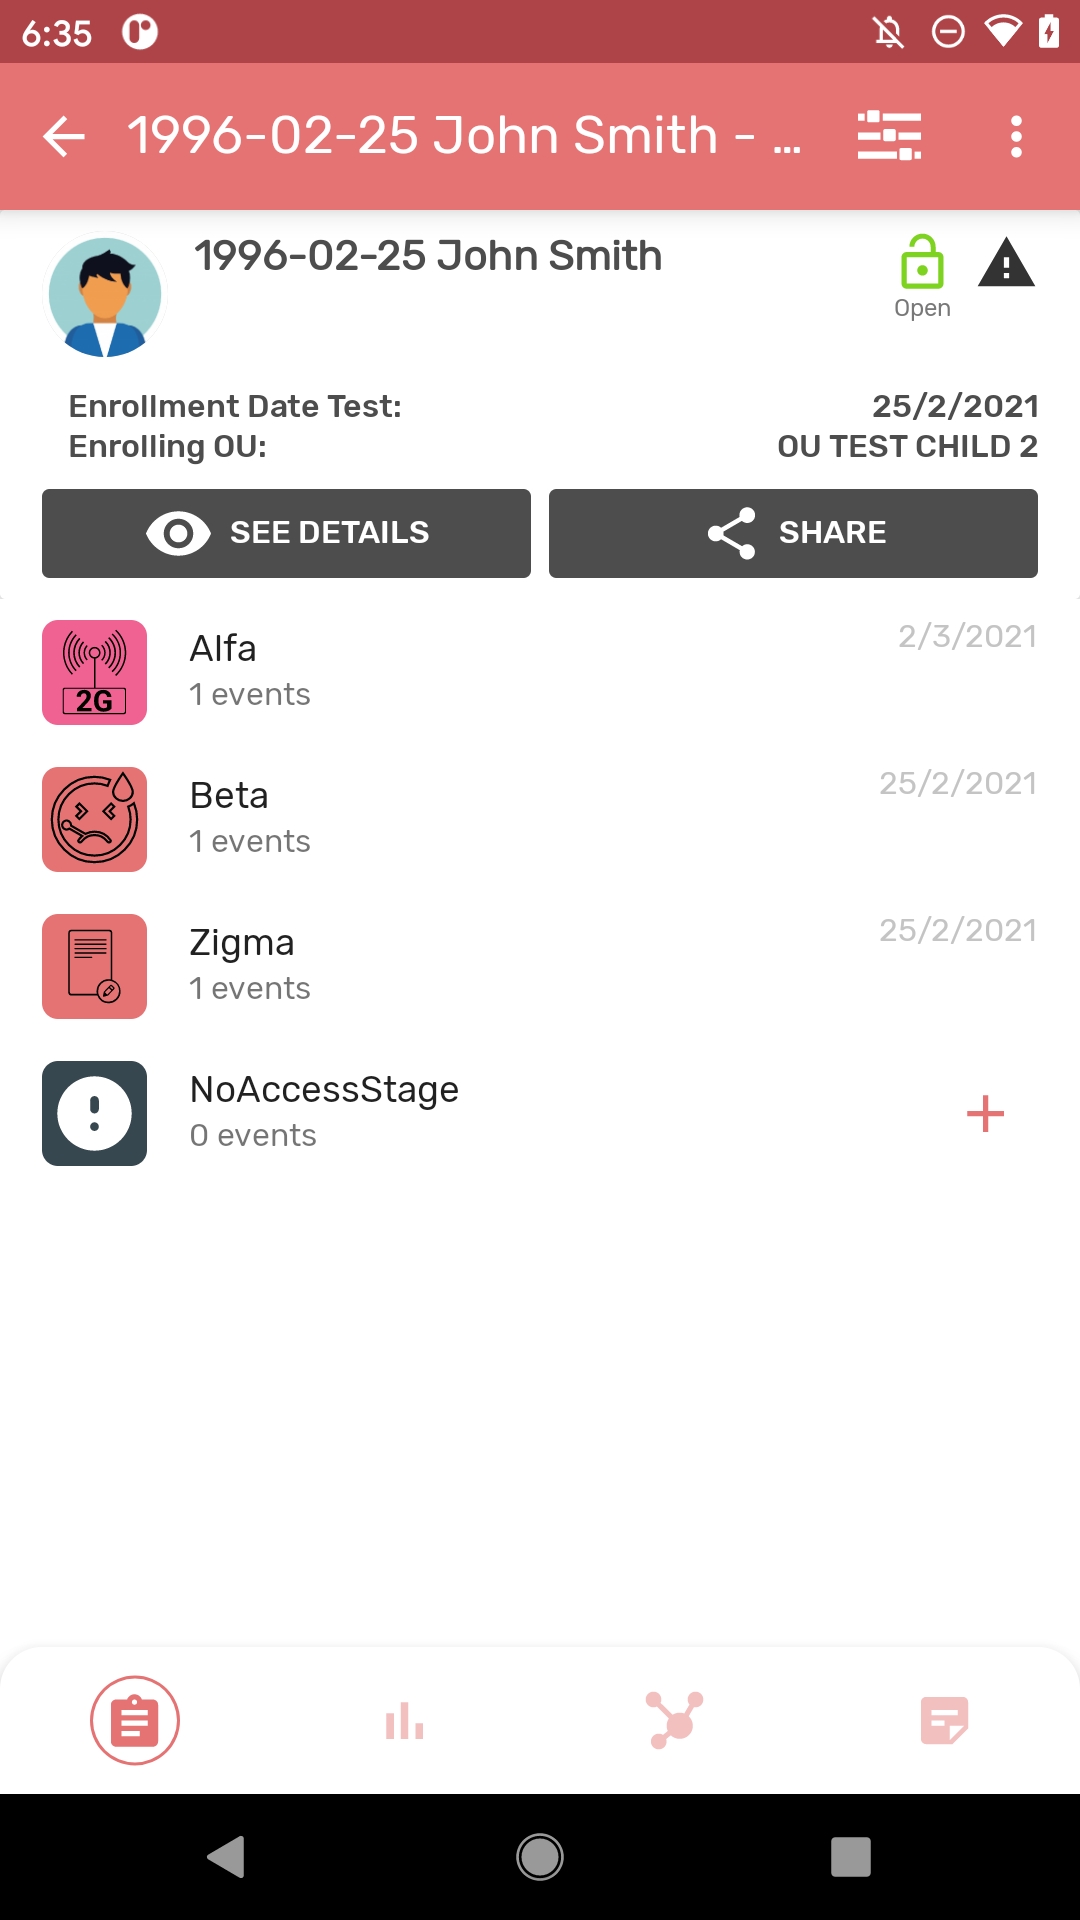 6:35
1996-02-25 John Smith - ...
1996-02-25 John Smith
Open
Enrollment Date Test: 25/2/2021
Enrolling OU: OU TEST CHILD 2
SEE DETAILS SHARE
2G
Alfa 2/3/2021
1 events
Beta 25/2/2021
1 events
Zigma 25/2/2021
1 events
NoAccessStage
0 events